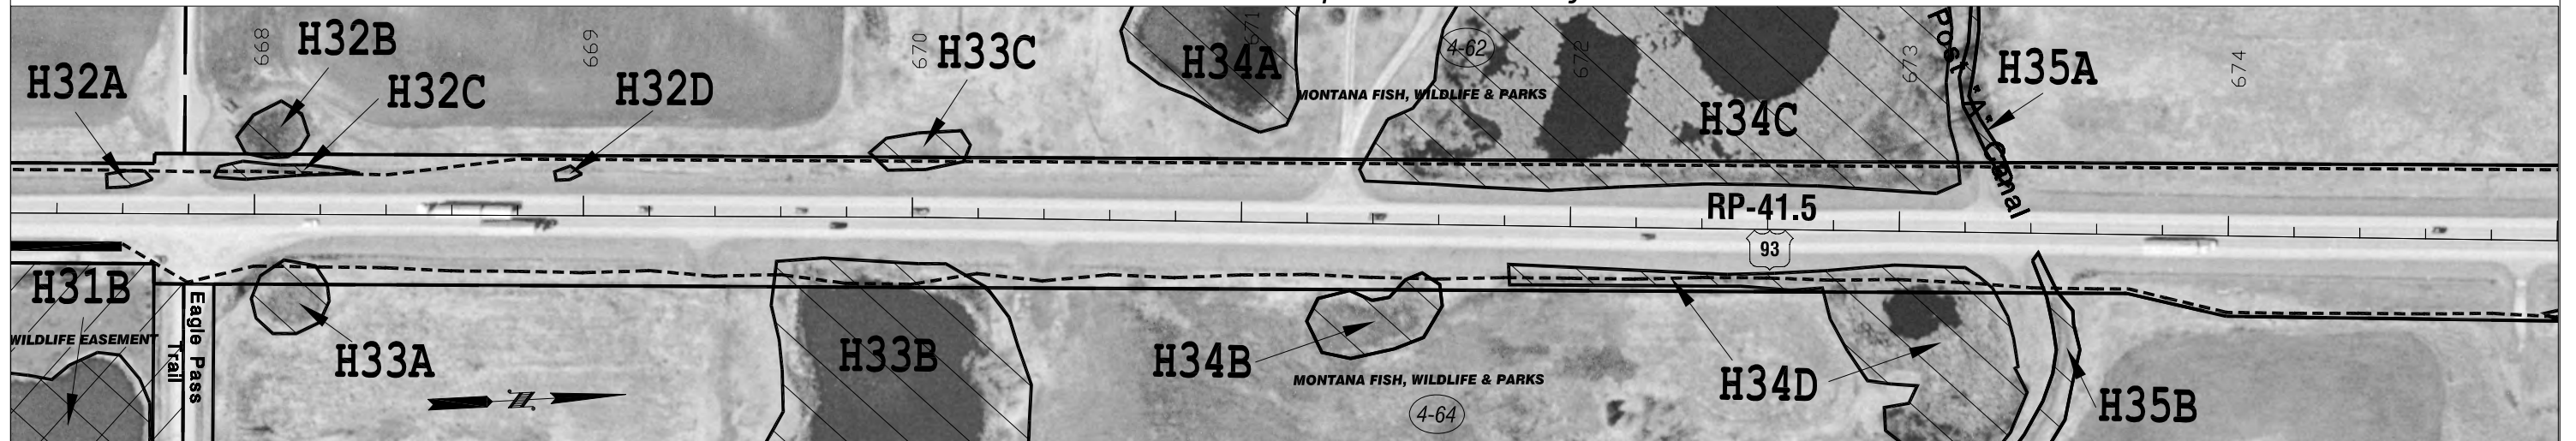 H32A
668
H32B
H32C
669
H32D
670
H33C
671
H34A
4-62
MONTANA FISH, WILDLIFE & PARKS
672
H34C
673
Post "A" Canal
H35A
674
RP-41.5
93
H31B
WILDLIFE EASEMENT
Eagle Pass
Trail
H33A
H33B
H34B
MONTANA FISH, WILDLIFE & PARKS
4-64
H34D
H35B